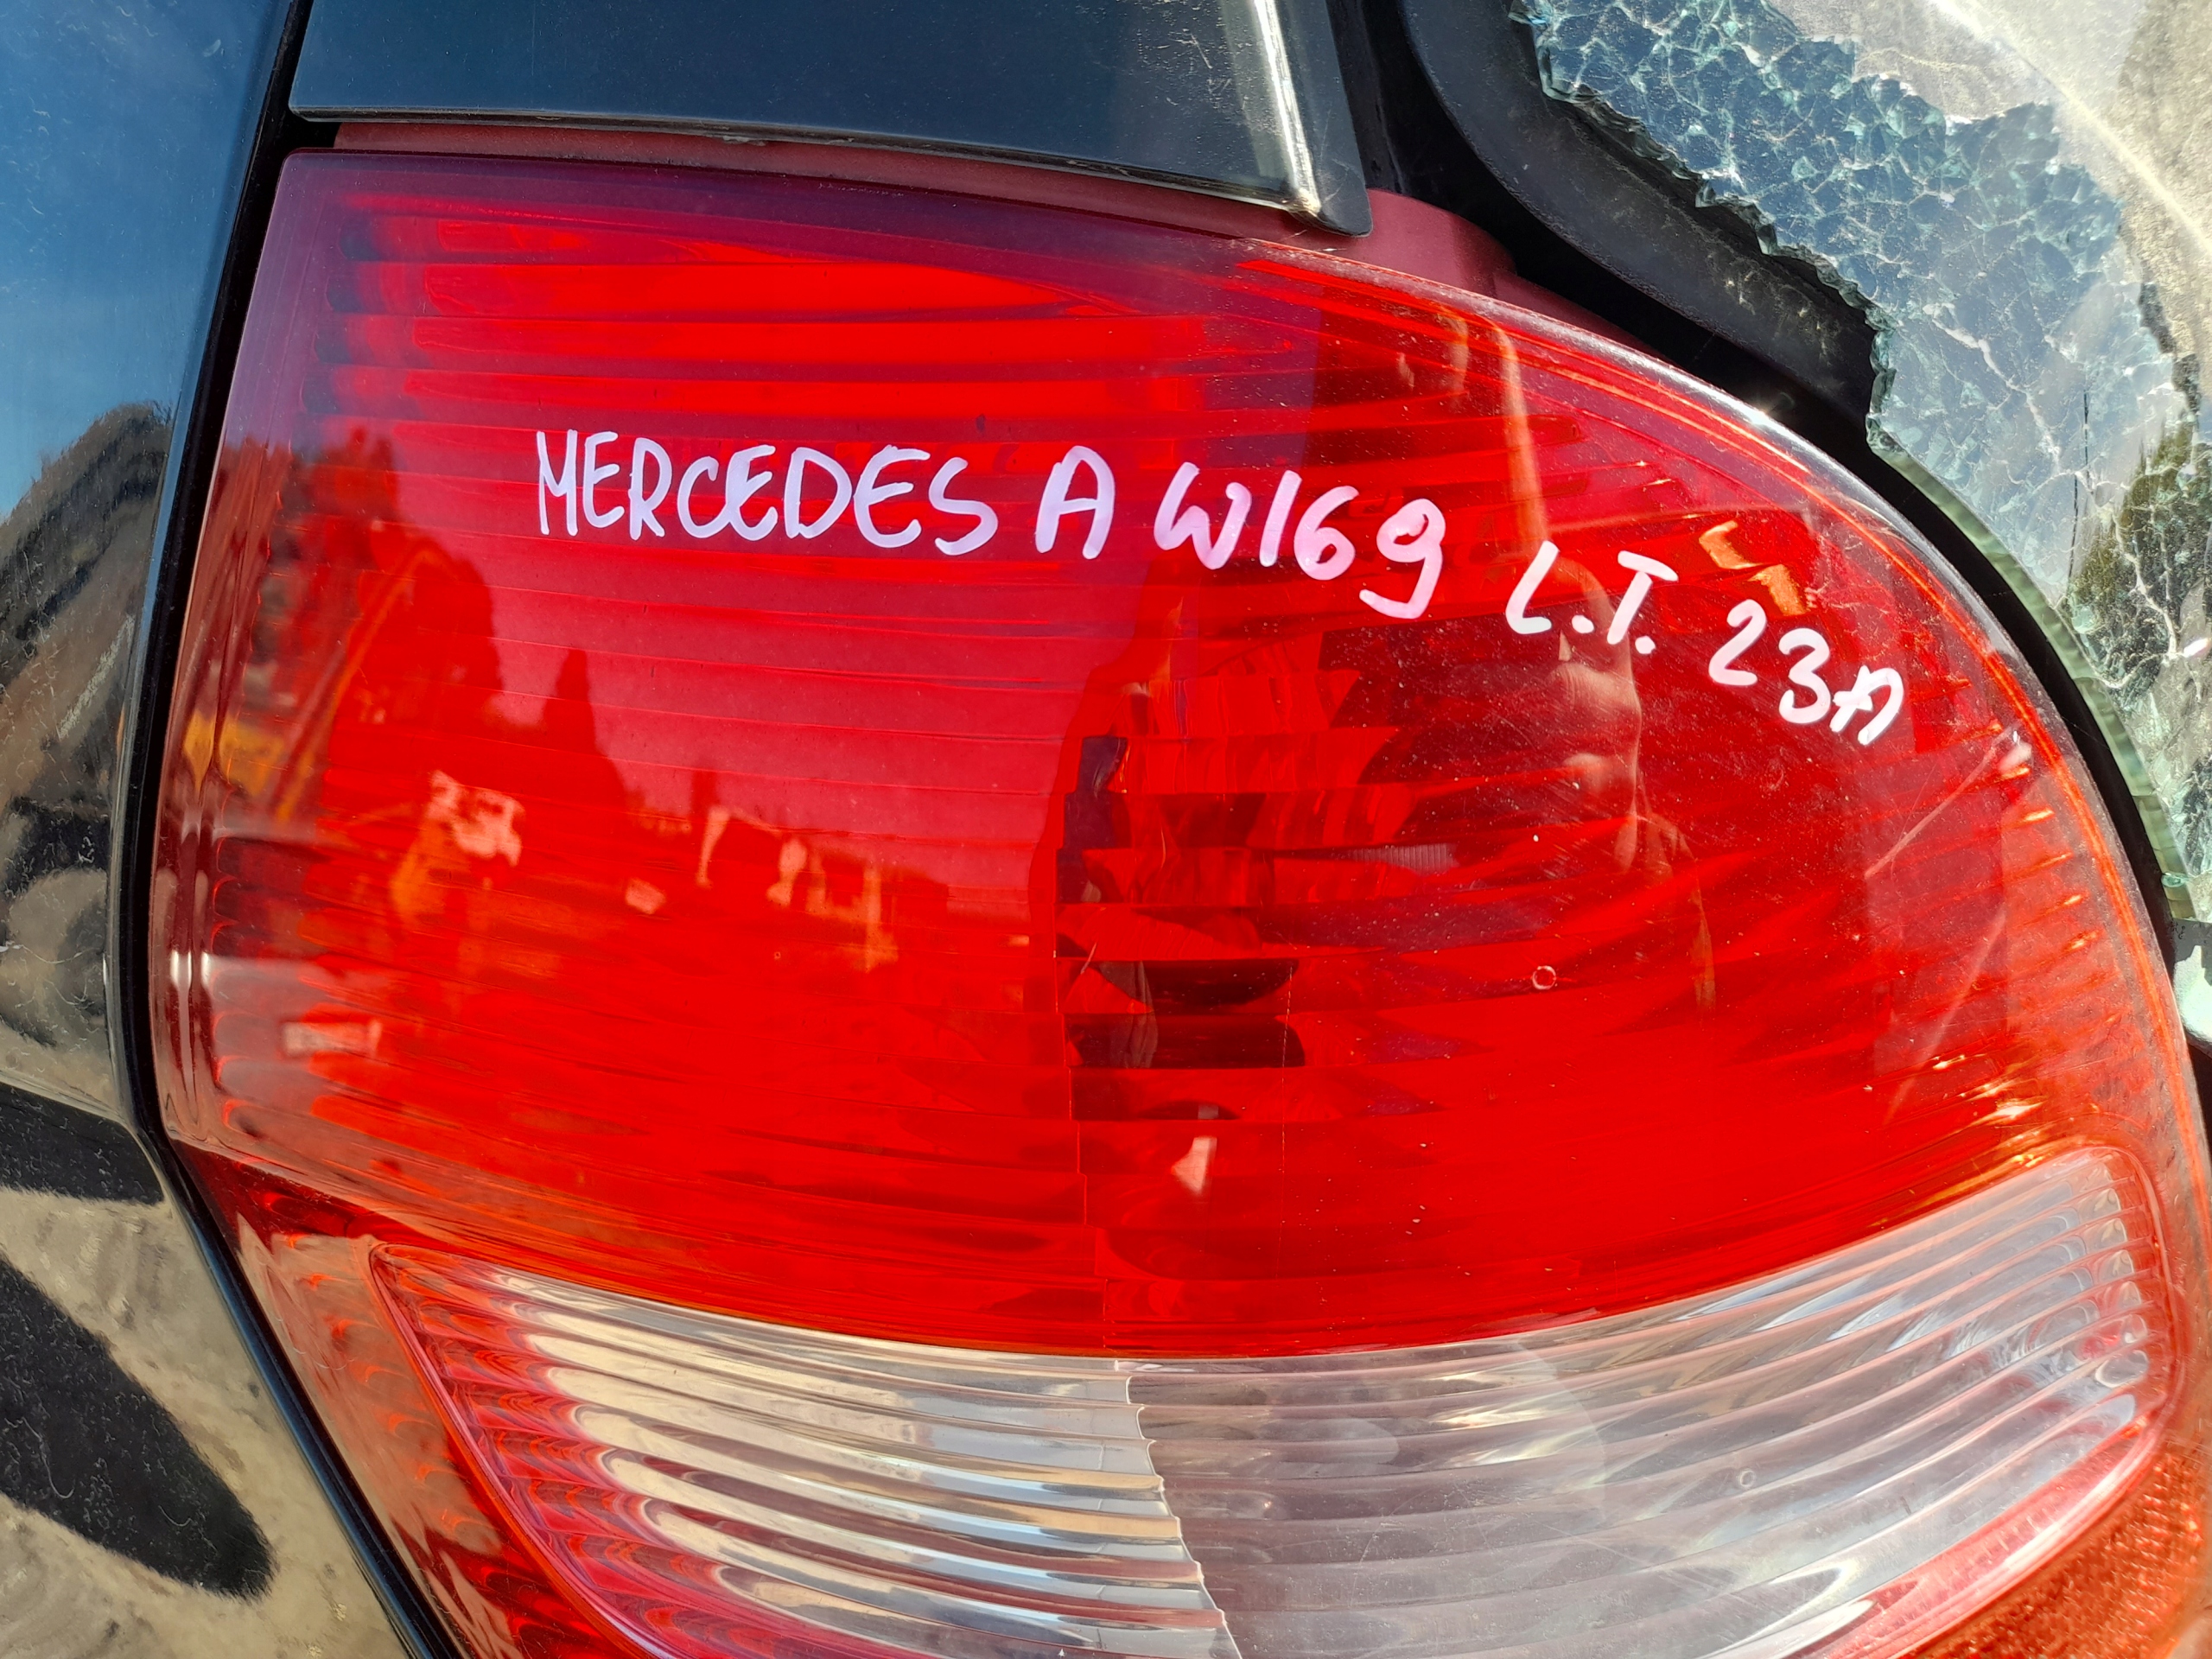 MERCEDES A W169 L.T. 23A